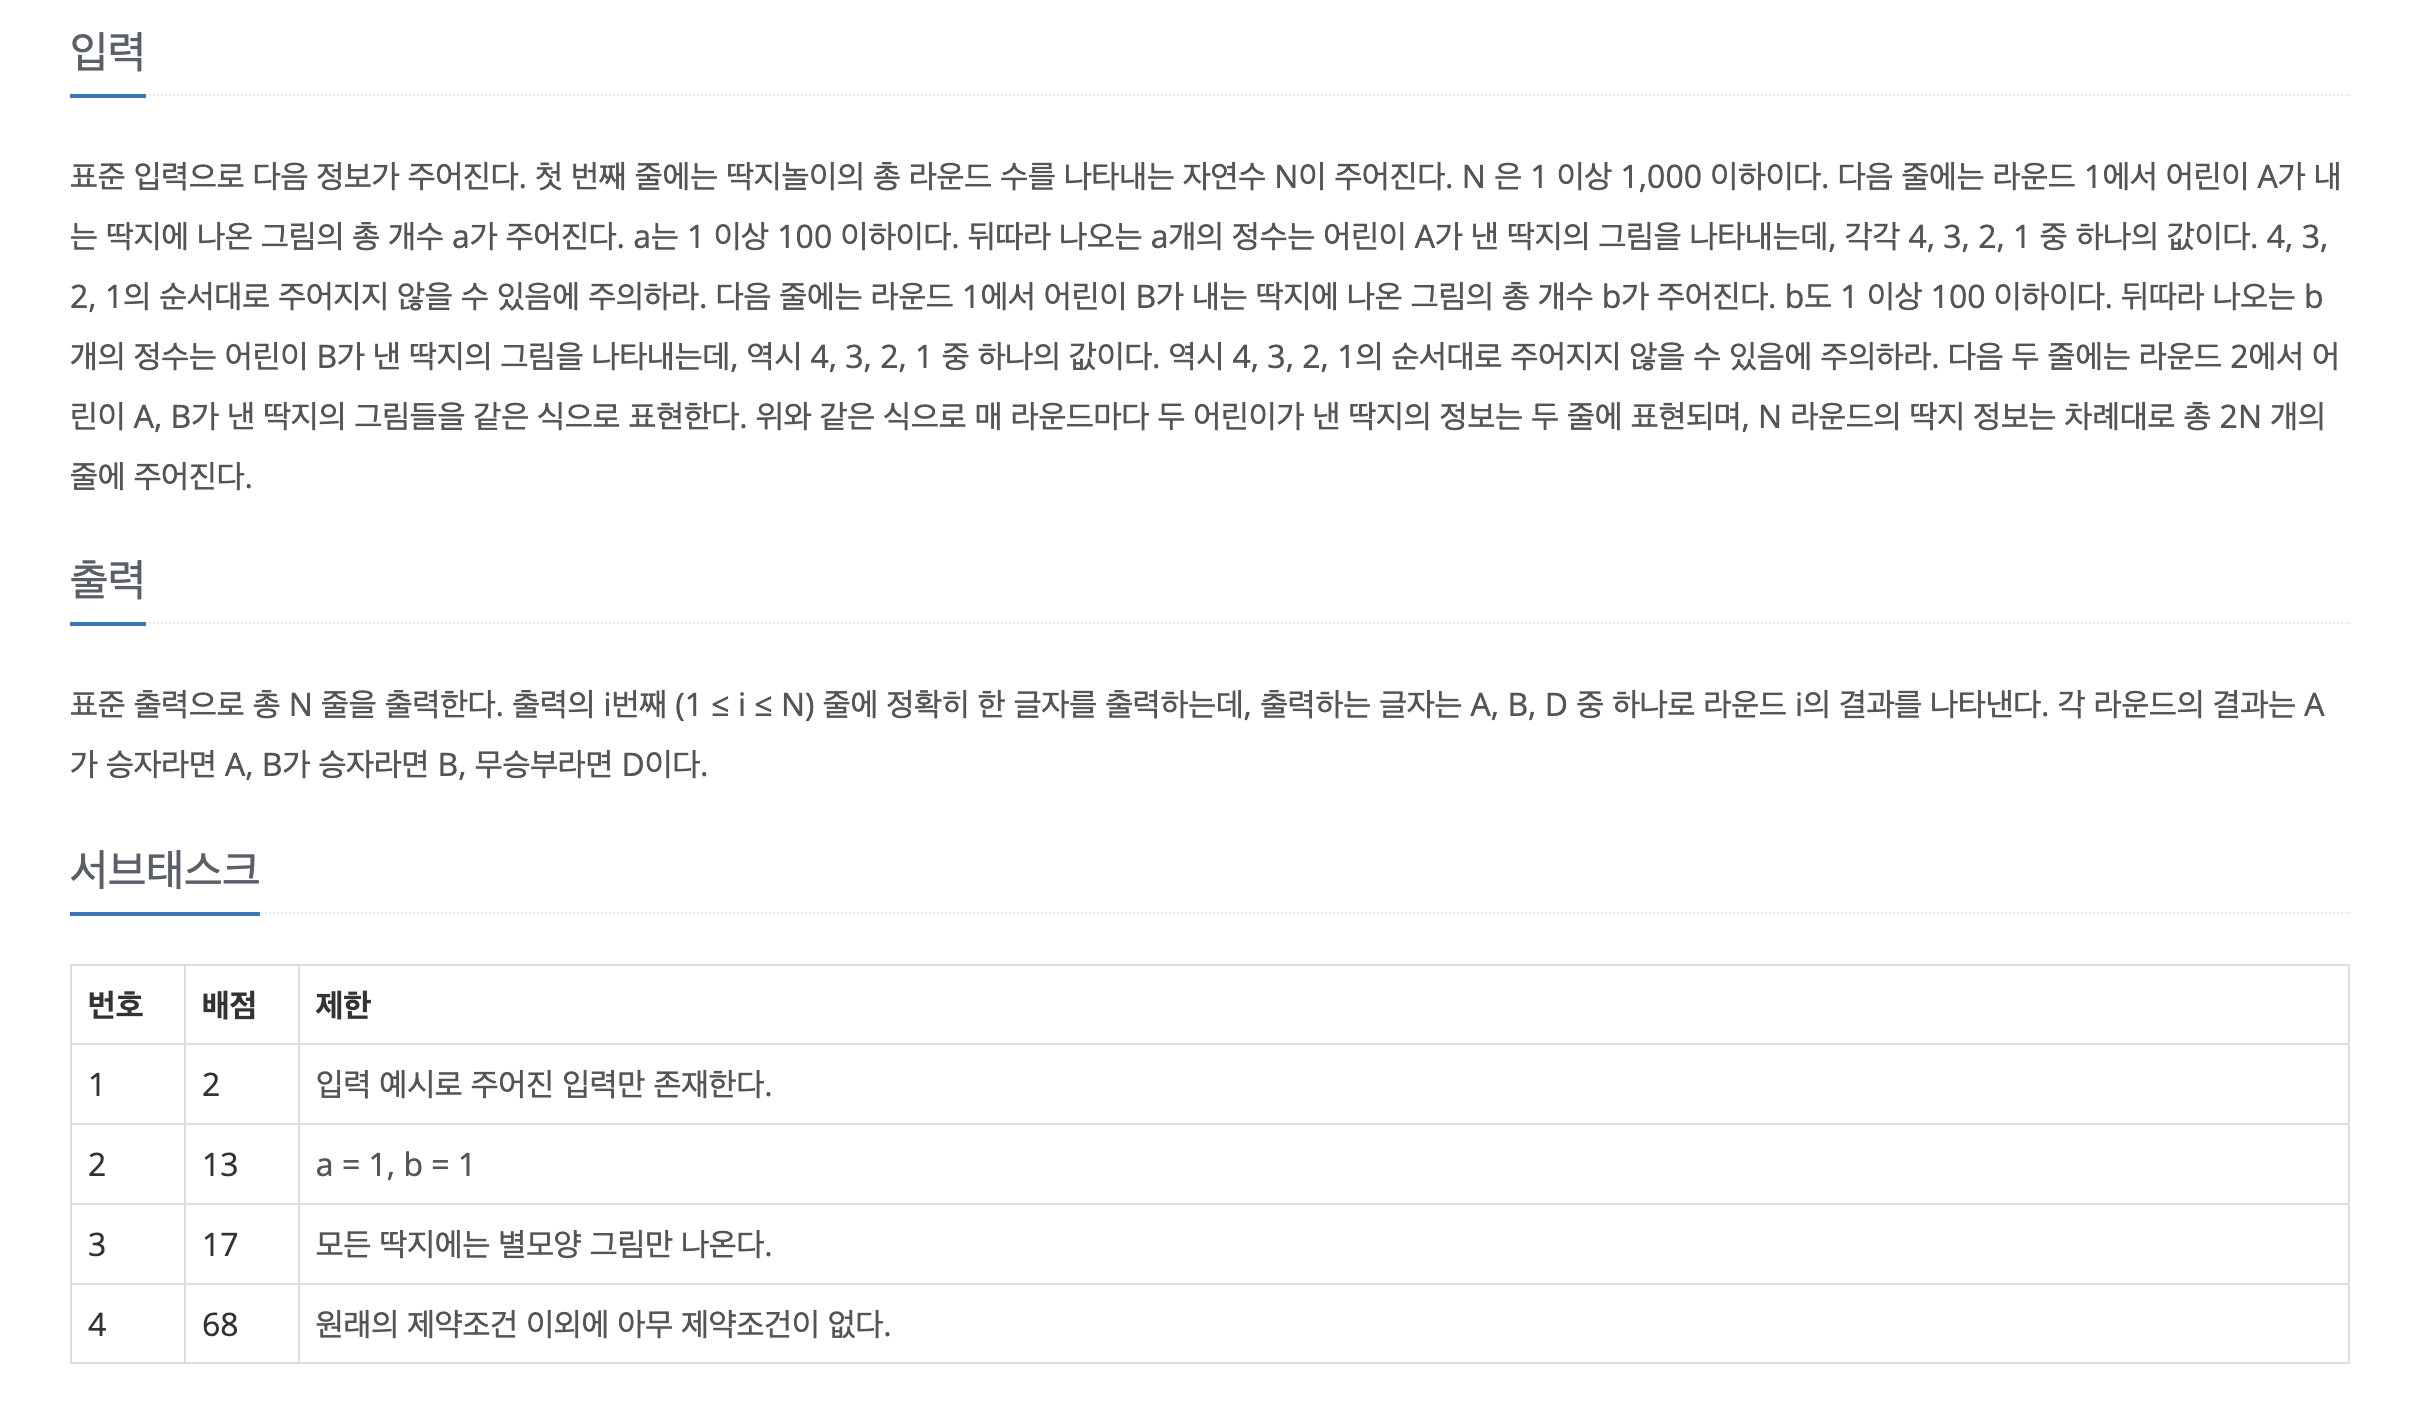 입력
표준 입력으로 다음 정보가 주어진다. 첫 번째 줄에는 딱지놀이의 총 라운드 수를 나타내는 자연수 N이 주어진다. N 은 1 이상 1,000 이하이다. 다음 줄에는 라운드 1에서 어린이 A가 내
는 딱지에 나온 그림의 총 개수 a가 주어진다. a는 1 이상 100 이하이다. 뒤따라 나오는 a개의 정수는 어린이 A가 낸 딱지의 그림을 나타내는데, 각각 4, 3, 2, 1 중 하나의 값이다. 4, 3,
2, 1의 순서대로 주어지지 않을 수 있음에 주의하라. 다음 줄에는 라운드 1에서 어린이 B가 내는 딱지에 나온 그림의 총 개수 b가 주어진다. b도 1 이상 100 이하이다. 뒤따라 나오는 b
개의 정수는 어린이 B가 낸 딱지의 그림을 나타내는데, 역시 4, 3, 2, 1 중 하나의 값이다. 역시 4, 3, 2, 1의 순서대로 주어지지 않을 수 있음에 주의하라. 다음 두 줄에는 라운드 2에서 어
린이 A, B가 낸 딱지의 그림들을 같은 식으로 표현한다. 위와 같은 식으로 매 라운드마다 두 어린이가 낸 딱지의 정보는 두 줄에 표현되며, N 라운드의 딱지 정보는 차례대로 총 2N 개의
줄에 주어진다.
출력
표준 출력으로 총 N 줄을 출력한다. 출력의 i번째 (1 ≤ i ≤ N) 줄에 정확히 한 글자를 출력하는데, 출력하는 글자는 A, B, D 중 하나로 라운드 i의 결과를 나타낸다. 각 라운드의 결과는 A
가 승자라면 A, B가 승자라면 B, 무승부라면 D이다.
서브태스크
번호 배점 제한
1 2 입력 예시로 주어진 입력만 존재한다.
2 13 a = 1, b = 1
3 17 모든 딱지에는 별모양 그림만 나온다.
4 68 원래의 제약조건 이외에 아무 제약조건이 없다.